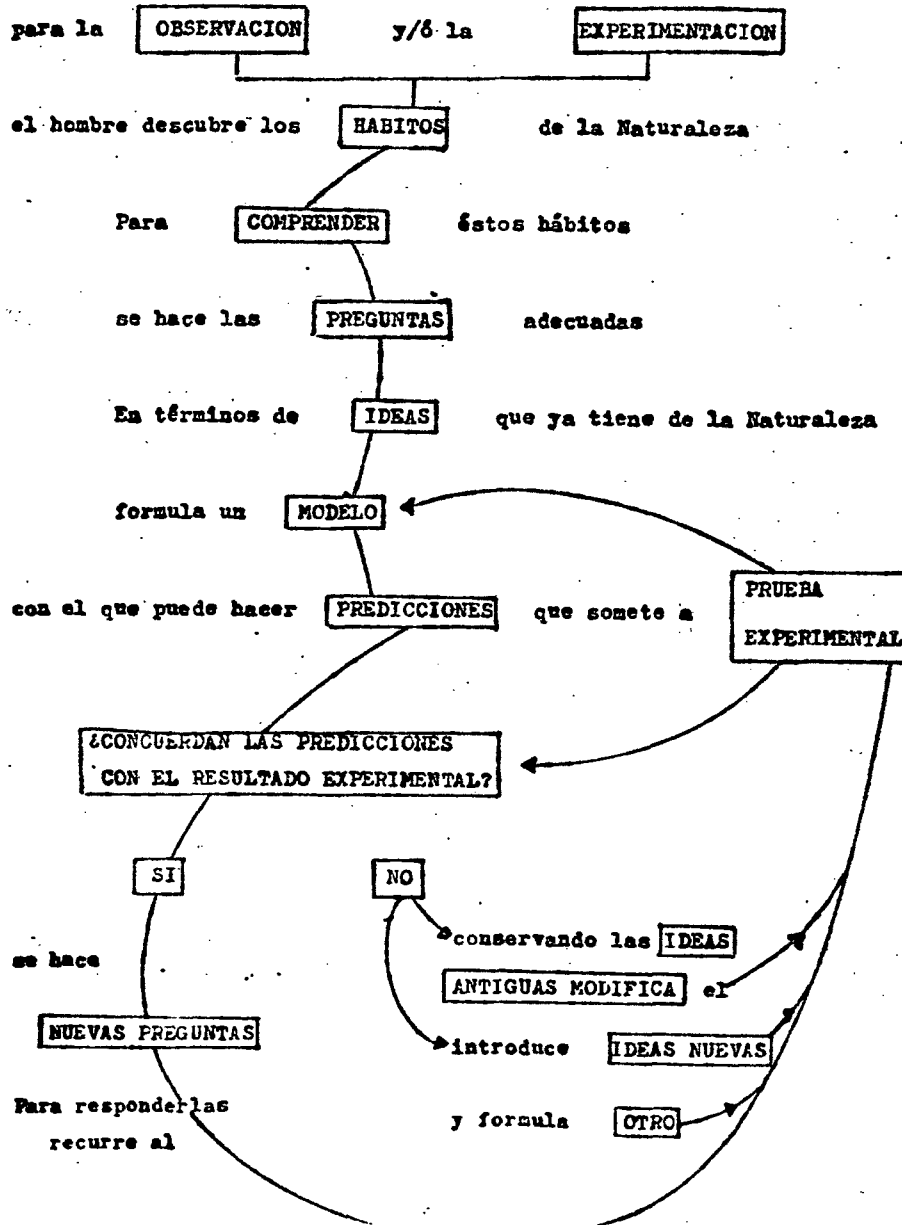 para la OBSERVACION y/ó la EXPERIMENTACION
el hombre descubre los HABITOS de la Naturaleza
Para COMPRENDER éstos hábitos
se hace las PREGUNTAS adecuadas
En términos de IDEAS que ya tiene de la Naturaleza
formula un MODELO
con el que puede hacer PREDICCIONES que somete a
PRUEBA
EXPERIMENTAL
¿CONCUERDAN LAS PREDICCIONES
CON EL RESULTADO EXPERIMENTAL?
SI
NO
conservando las IDEAS
se hace
ANTIGUAS MODIFICA el
NUEVAS PREGUNTAS
introduce IDEAS NUEVAS
Para responderlas
recurre al
y formula OTRO